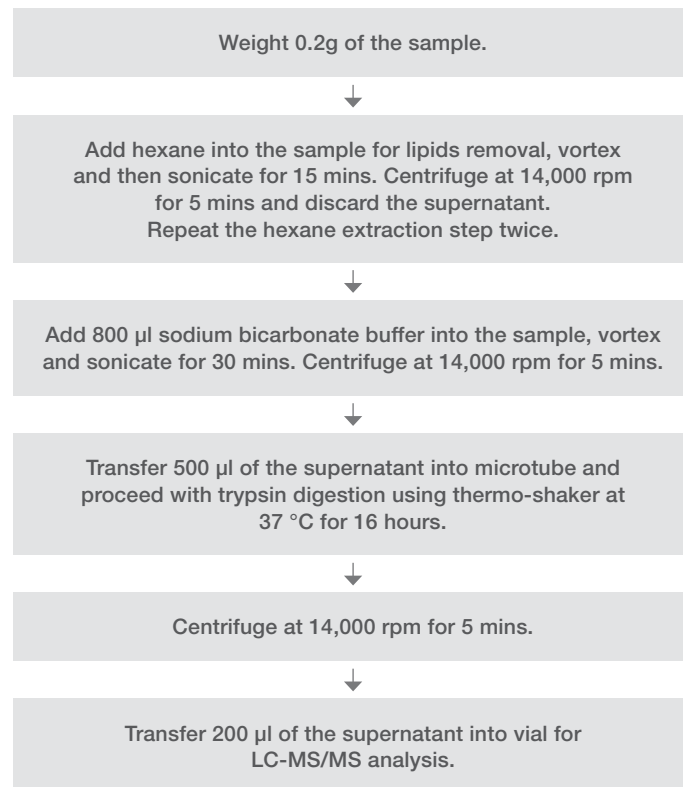 Weight 0.2g of the sample.
Add hexane into the sample for lipids removal, vortex
and then sonicate for 15 mins. Centrifuge at 14,000 rpm
for 5 mins and discard the supernatant.
Repeat the hexane extraction step twice.
Add 800 µl sodium bicarbonate buffer into the sample, vortex
and sonicate for 30 mins. Centrifuge at 14,000 rpm for 5 mins.
Transfer 500 µl of the supernatant into microtube and
proceed with trypsin digestion using thermo-shaker at
37 °C for 16 hours.
Centrifuge at 14,000 rpm for 5 mins.
Transfer 200 µl of the supernatant into vial for
LC-MS/MS analysis.